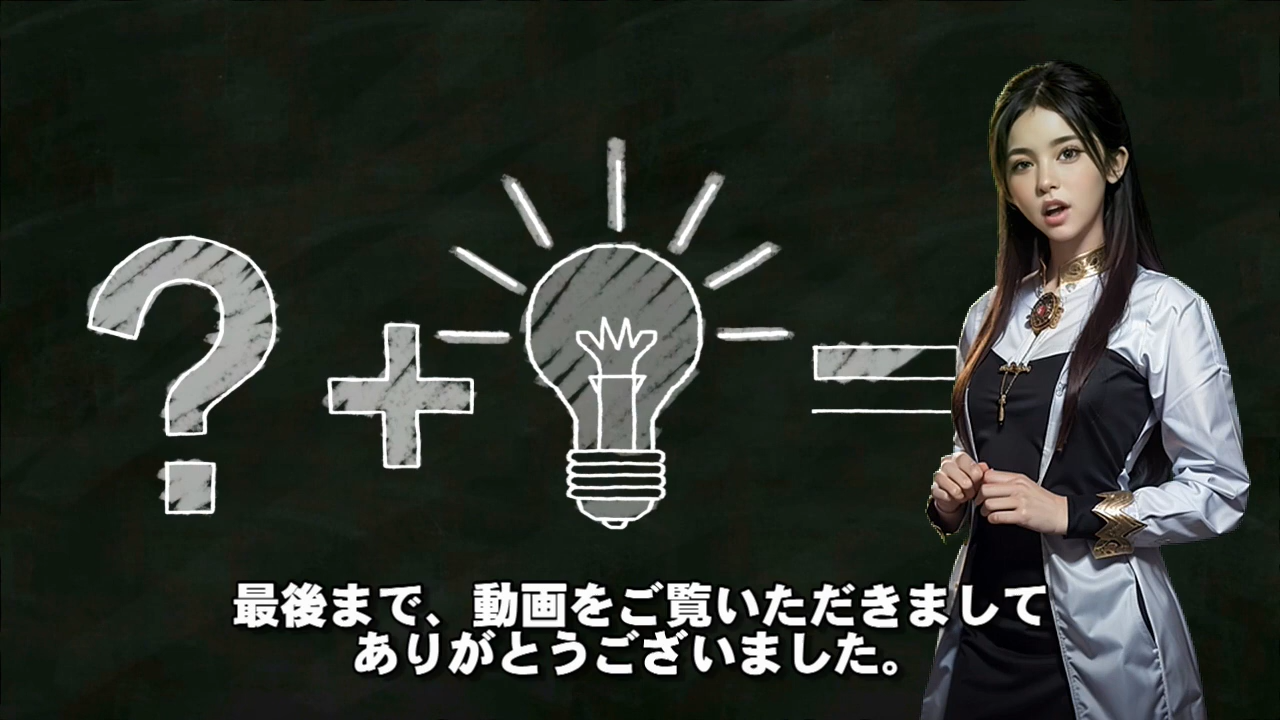 ? + =
最後まで、動画をご覧いただきまして
ありがとうございました。